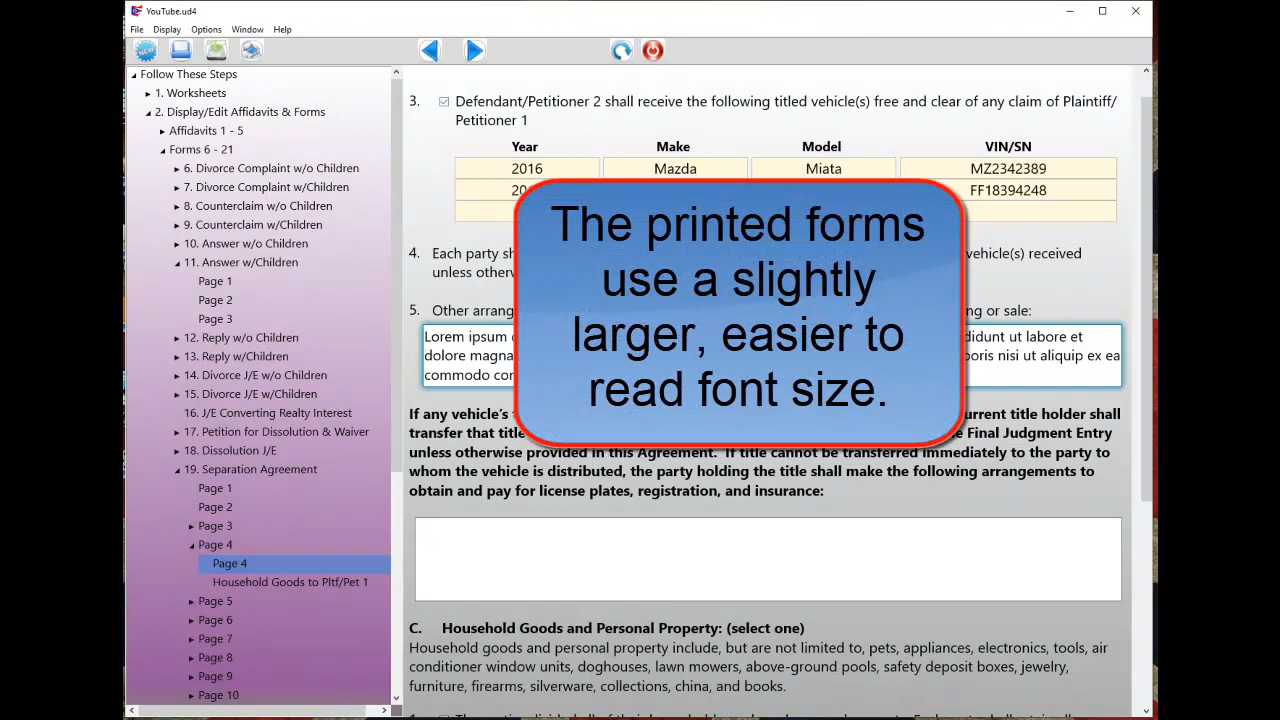 YouTube.ud4
File Display Options Window Help
NEW
Follow These Steps
1. Worksheets
2. Display/Edit Affidavits & Forms
Affidavits 1 - 5
Forms 6 - 21
6. Divorce Complaint w/o Children
7. Divorce Complaint w/Children
8. Counterclaim w/o Children
9. Counterclaim w/Children
10. Answer w/o Children
11. Answer w/Children
Page 1
Page 2
Page 3
12. Reply w/o Children
13. Reply w/Children
14. Divorce J/E w/o Children
15. Divorce J/E w/Children
16. J/E Converting Realty Interest
17. Petition for Dissolution & Waiver
18. Dissolution J/E
19. Separation Agreement
Page 1
Page 2
Page 3
Page 4
Page 4
Household Goods to Pltf/Pet 1
Page 5
Page 6
Page 7
Page 8
Page 9
Page 10
3. Defendant/Petitioner 2 shall receive the following titled vehicle(s) free and clear of any claim of Plaintiff/
Petitioner 1
Year Make Model VIN/SN
2016 Mazda Miata MZ2342389
FF18394248
4. Each party vehicle(s) received
unless
5. Other or sale:
Lorem ipsum ut labore et
dolore nisi ut aliquip ex ea
commodo
The printed forms
use a slightly
larger, easier to
read font size.
If any vehicle's title holder shall
transfer that Final Judgment Entry
unless otherwise provided in this Agreement. If title cannot be transferred immediately to the party to
whom the vehicle is distributed, the party holding the title shall make the following arrangements to
obtain and pay for license plates, registration, and insurance:
C. Household Goods and Personal Property: (select one)
Household goods and personal property include, but are not limited to, pets, appliances, electronics, tools, air
conditioner window units, doghouses, lawn mowers, above-ground pools, safety deposit boxes, jewelry,
furniture, firearms, silverware, collections, china, and books.